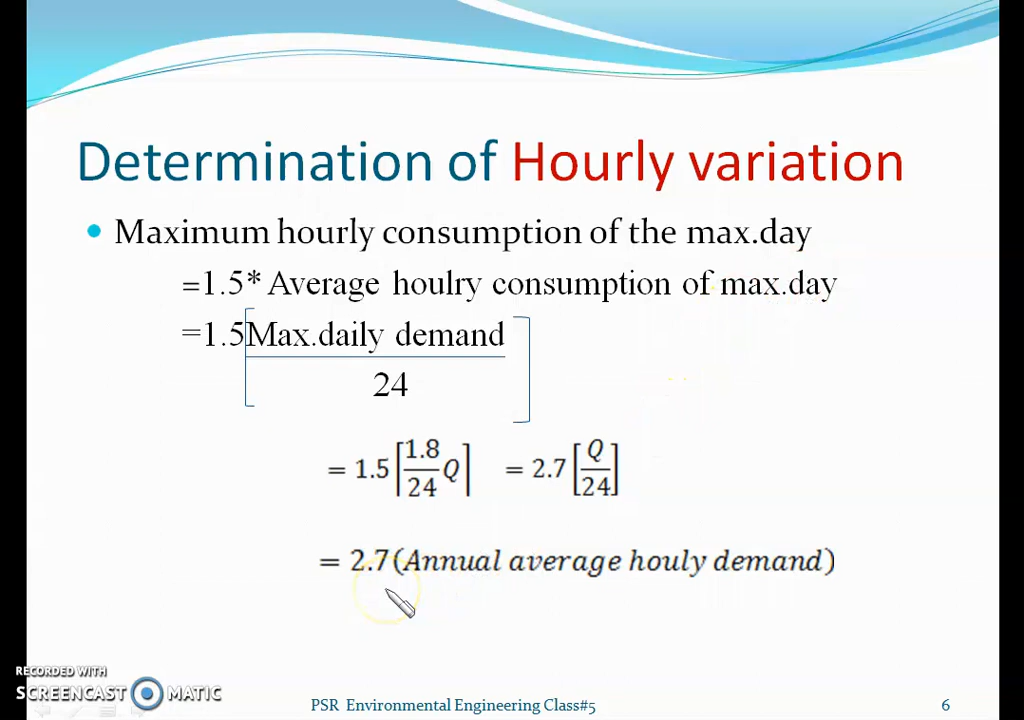 Determination of Hourly variation
Maximum hourly consumption of the max.day
=1.5* Average houlry consumption of max.day
=1.5[Max.daily demand
24]
= 1.5[1.8/24 Q] = 2.7[Q/24]
= 2.7(Annual average houly demand)
RECORDED WITH
SCREENCAST O MATIC
PSR Environmental Engineering Class#5
6